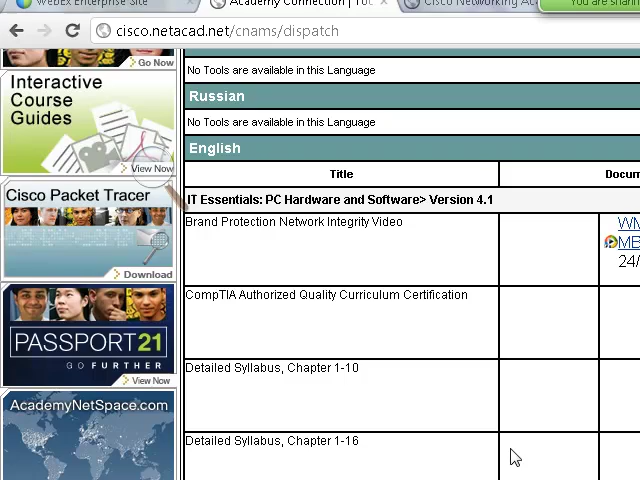 WebEx Enterprise Site
Academy Connection | Too
Cisco Networking Ac
You are sharin
cisco.netacad.net/cnams/dispatch
Go Now
Interactive
Course
Guides
View Now
Cisco Packet Tracer
Download
PASSPORT21
GO FURTHER
View Now
AcademyNetSpace.com
No Tools are available in this Language
Russian
No Tools are available in this Language
English
Title
Docum
IT Essentials: PC Hardware and Software> Version 4.1
Brand Protection Network Integrity Video
WM
MB
24/
CompTIA Authorized Quality Curriculum Certification
Detailed Syllabus, Chapter 1-10
Detailed Syllabus, Chapter 1-16